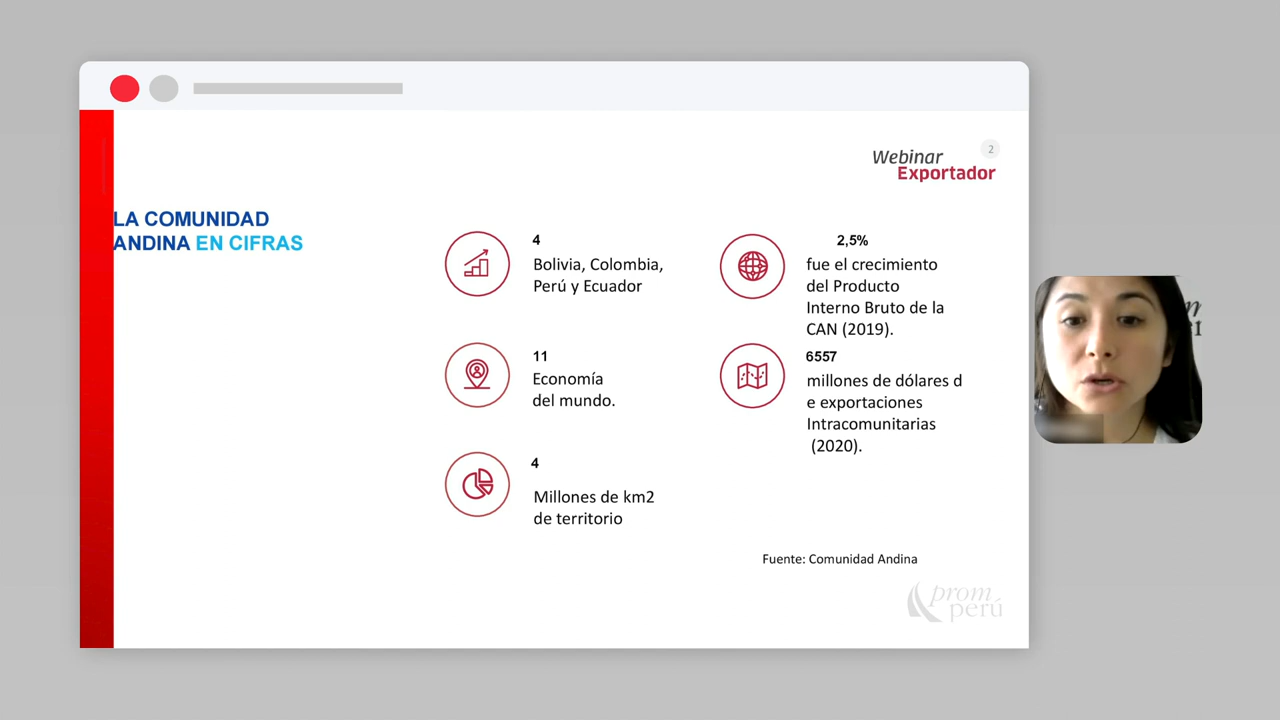 Webinar
Exportador
2
LA COMUNIDAD
ANDINA EN CIFRAS
4
Bolivia, Colombia,
Perú y Ecuador
11
Economía
del mundo.
4
Millones de km2
de territorio
2,5%
fue el crecimiento
del Producto
Interno Bruto de la
CAN (2019).
6557
millones de dólares d
e exportaciones
Intracomunitarias
(2020).
Fuente: Comunidad Andina
prom
perú